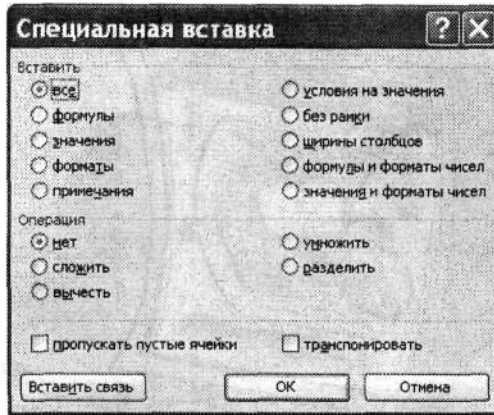 Специальная вставка
Вставить
все
условия на значения
формулы
без рамки
значения
ширины столбцов
форматы
формулы и форматы чисел
примечания
значения и форматы чисел
Операция
нет
умножить
сложить
разделить
вычесть
пропускать пустые ячейки
транспонировать
Вставить связь
ОК
Отмена